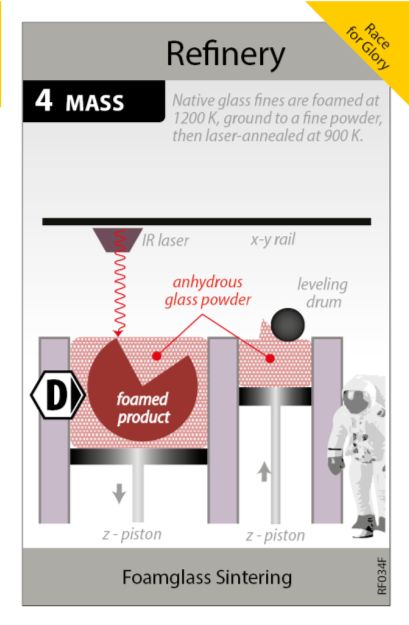 Race
for Glory
Refinery
4 MASS
Native glass fines are foamed at
1200 K, ground to a fine powder,
then laser-annealed at 900 K.
IR laser
x-y rail
anhydrous
glass powder
leveling
drum
D
foamed
product
z - piston
z - piston
Foamglass Sintering
RF034F